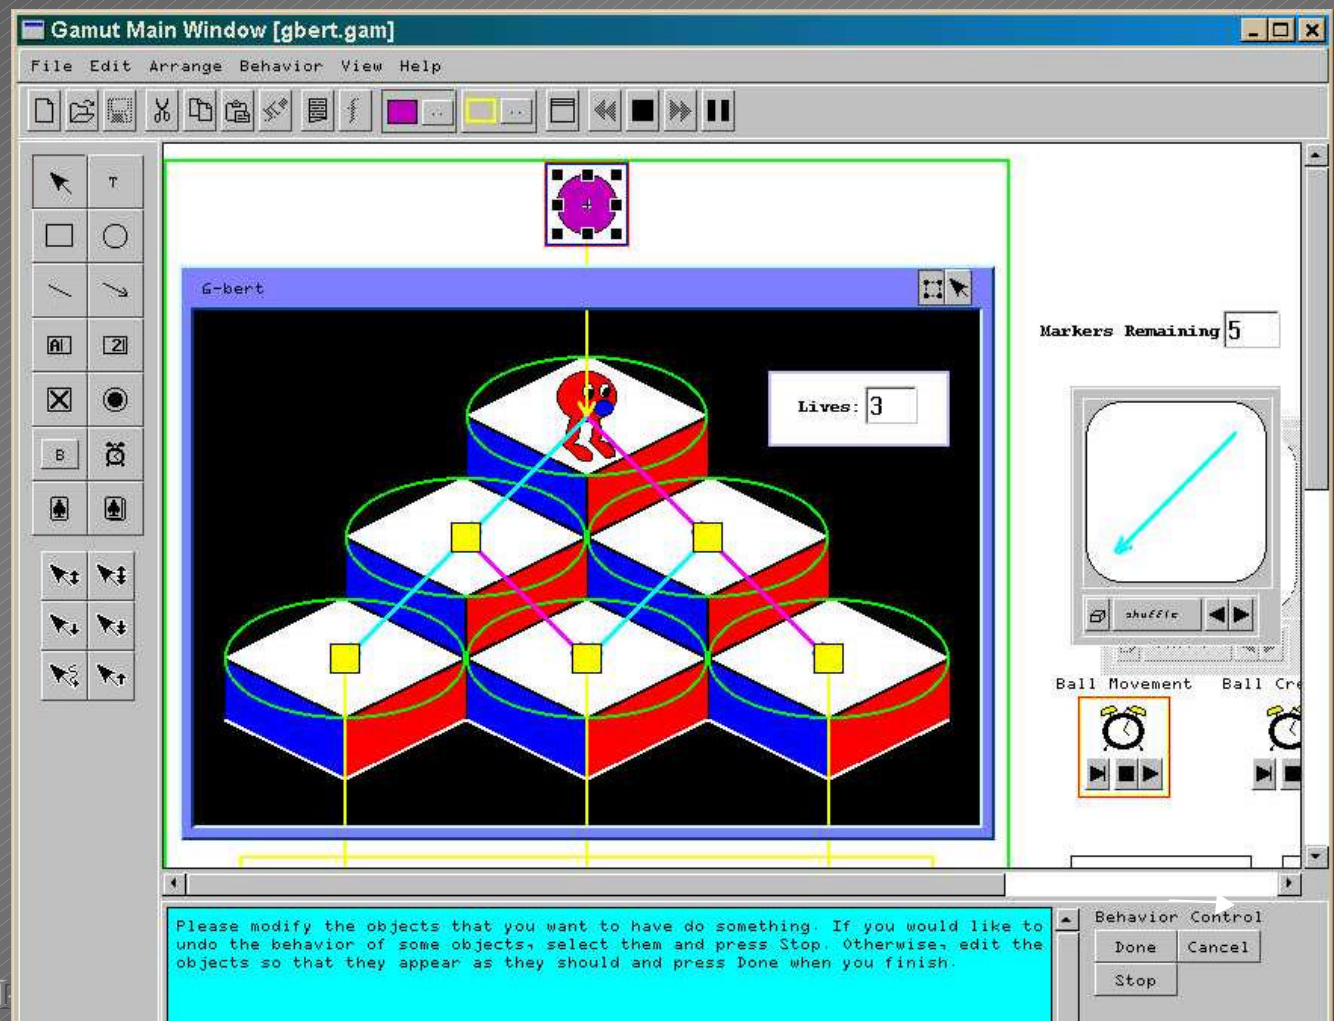 Gamut Main Window [gbert.gam]
File Edit Arrange Behavior View Help
T
A
2
B
G-bert
Lives: 3
Markers Remaining 5
shuffle
Ball Movement Ball Cre
Please modify the objects that you want to have do something. If you would like to
undo the behavior of some objects, select them and press Stop. Otherwise, edit the
objects so that they appear as they should and press Done when you finish.
Behavior Control
Done Cancel
Stop